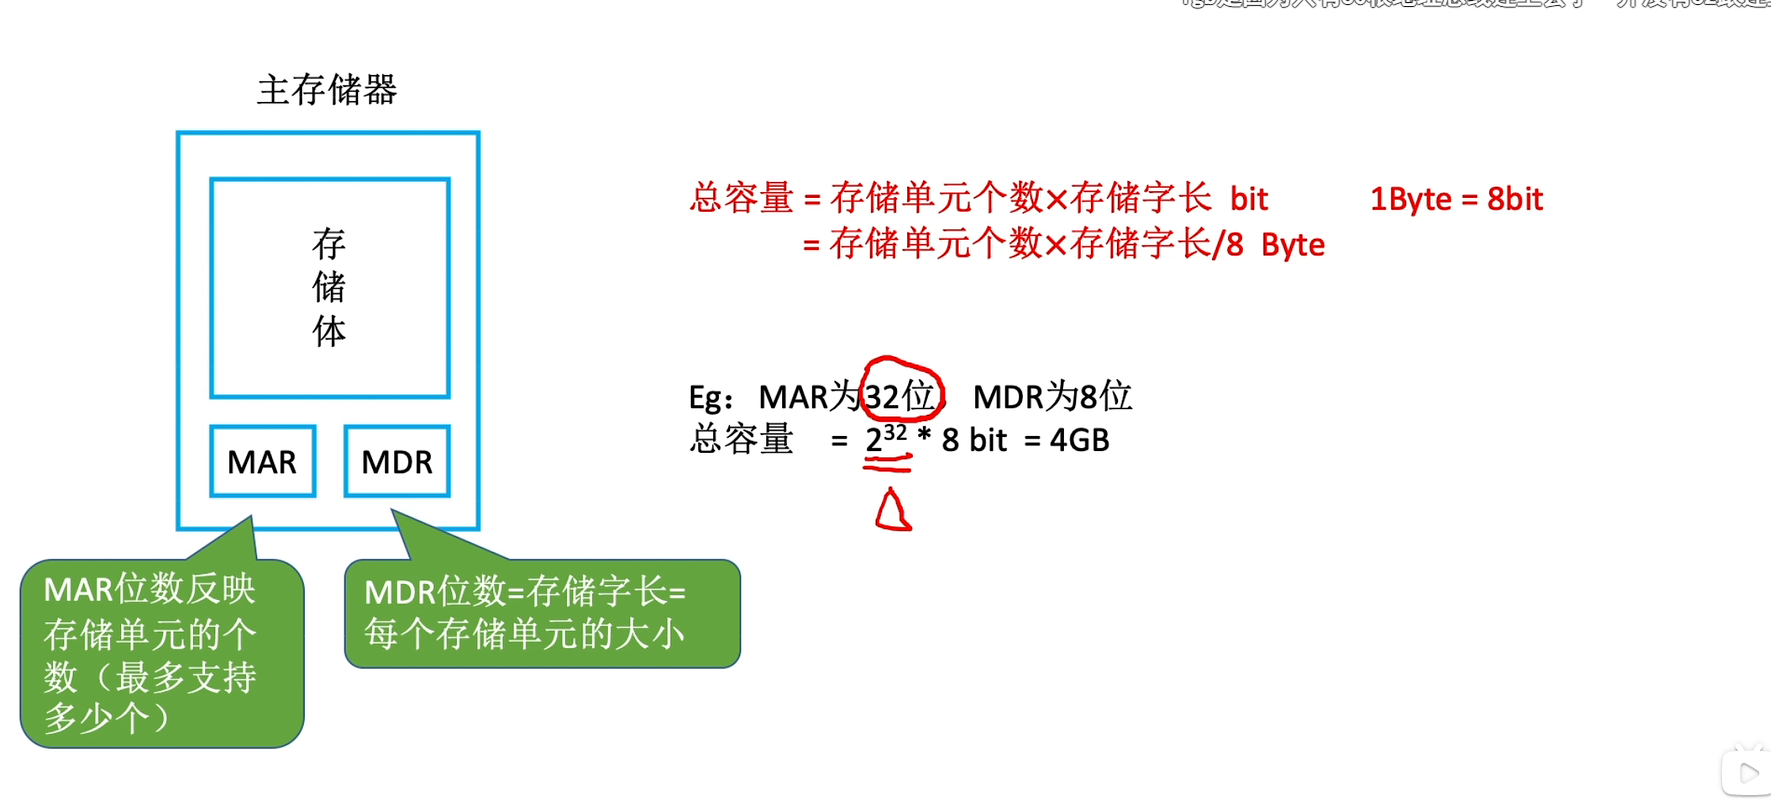 主存储器
存
储
体
MAR
MDR
MAR位数反映
存储单元的个
数（最多支持
多少个）
MDR位数=存储字长=
每个存储单元的大小
总容量 = 存储单元个数×存储字长 bit 1Byte = 8bit
= 存储单元个数×存储字长/8 Byte
Eg： MAR为32位， MDR为8位
总容量 = 2³² * 8 bit = 4GB